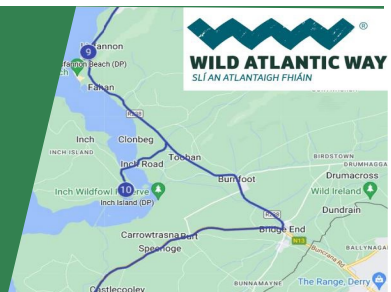 WILD ATLANTIC WAY
SLÍ AN ATLANTAIGH FHIÁIN
9
Fahan
Inch
INCH ISLAND
Clonbeg
Inch Road
Tooban
Burnfoot
BIRDSTOWN
Drumacross
Wild Ireland
Dundrain
10
Inch Island (DP)
Carrowtrasna
Burt
Speenoge
Bridge End
N13
Buncrana Rd
BUNNAMAYNE
The Range, Derry
Castlecooley